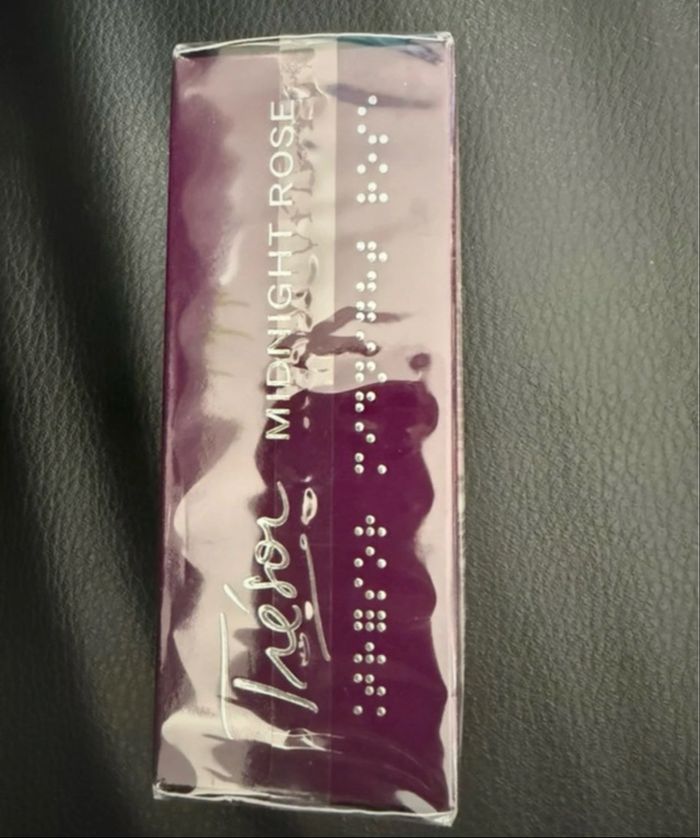 Trésor MIDNIGHT ROSE
⠞⠗⠿⠎⠕⠗ ⠍⠊⠙⠝⠊⠛⠓⠞ ⠗⠕⠎⠑